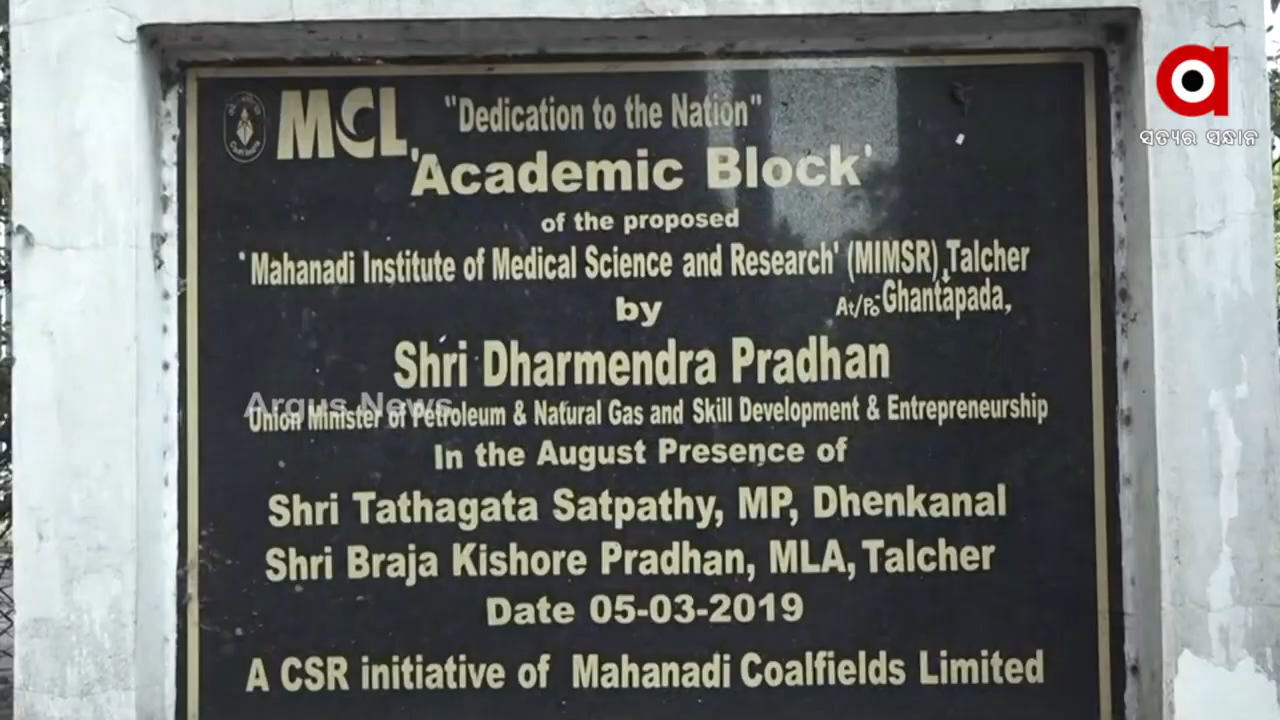 MCL
"Dedication to the Nation"
'Academic Block'
of the proposed
'Mahanadi Institute of Medical Science and Research' (MIMSR), Talcher
by
At/Po-Ghantapada,
Shri Dharmendra Pradhan
Union Minister of Petroleum & Natural Gas and Skill Development & Entrepreneurship
Argus News
In the August Presence of
Shri Tathagata Satpathy, MP, Dhenkanal
Shri Braja Kishore Pradhan, MLA, Talcher
Date 05-03-2019
A CSR initiative of Mahanadi Coalfields Limited
a
ସତ୍ୟର ସନ୍ଧାନ